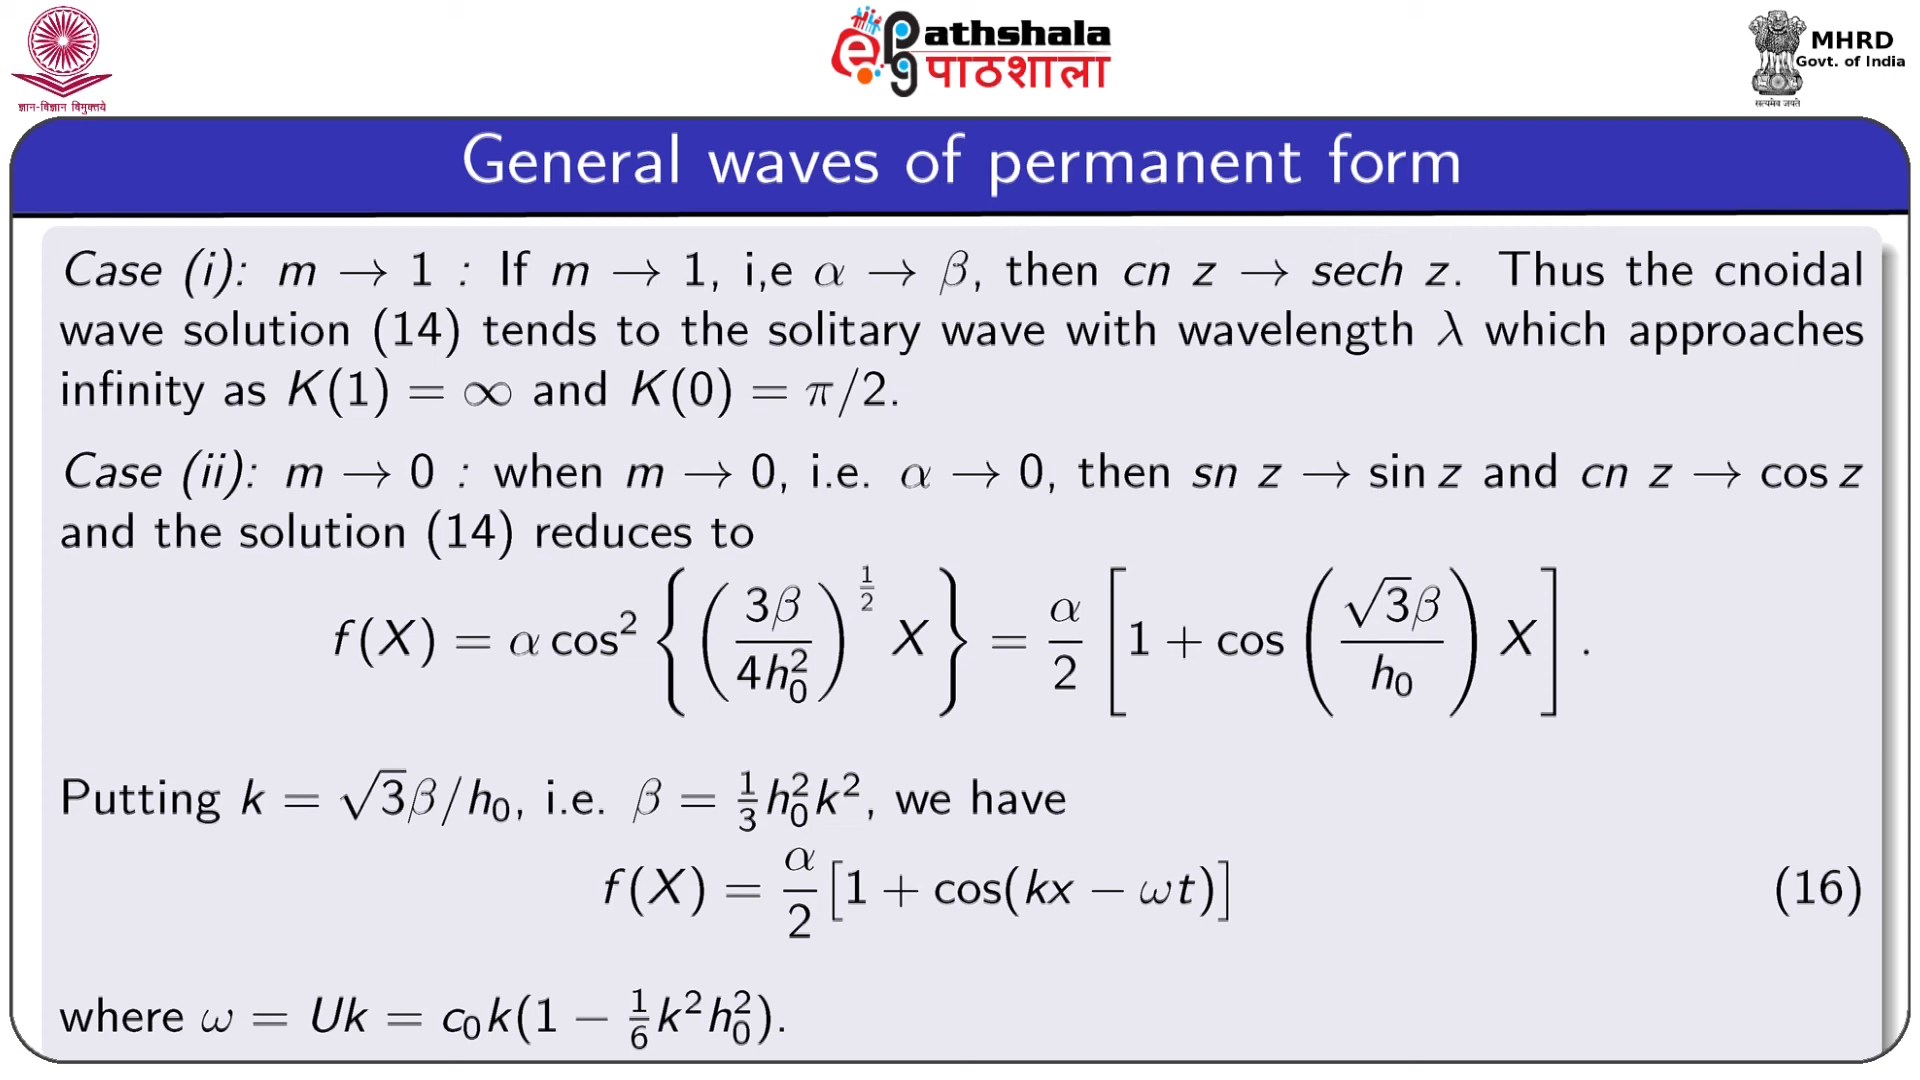 ज्ञान-विज्ञान विमुक्तये
ePathshala
पाठशाला
MHRD
Govt. of India
सत्यमेव जयते
General waves of permanent form
Case (i): m → 1 : If m → 1, i,e α → β, then cn z → sech z. Thus the cnoidal
wave solution (14) tends to the solitary wave with wavelength λ which approaches
infinity as K(1) = ∞ and K(0) = π/2.
Case (ii): m → 0 : when m → 0, i.e. α → 0, then sn z → sin z and cn z → cos z
and the solution (14) reduces to
f(X) = α cos² { (3β / 4h₀²)^(1/2) X } = α/2 [ 1 + cos ( √3β / h₀ ) X ] .
Putting k = √3β/h₀, i.e. β = 1/3 h₀²k², we have
f(X) = α/2 [1 + cos(kx − ωt)] (16)
where ω = Uk = c₀k(1 − 1/6 k²h₀²).